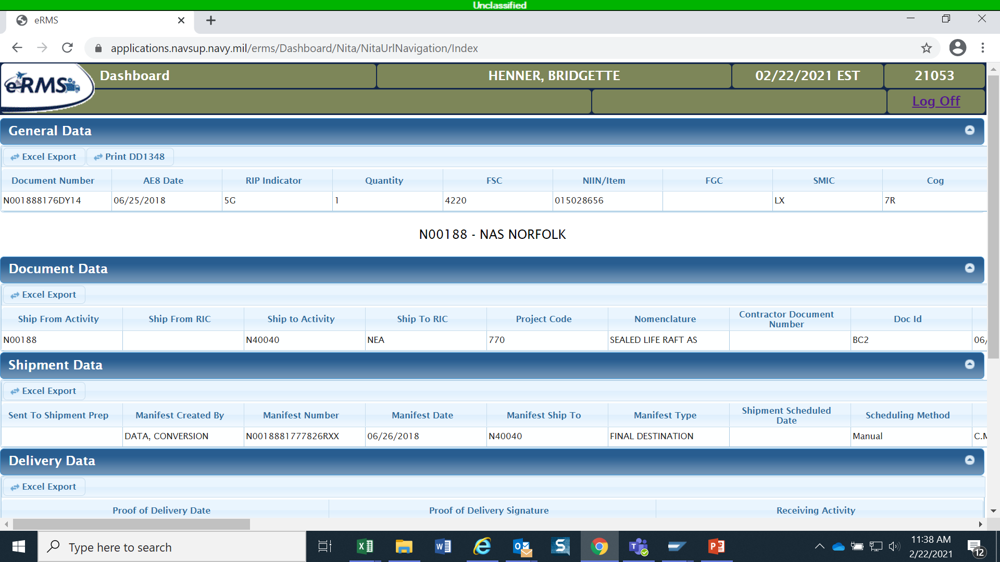 Unclassified
eRMS
applications.navsup.navy.mil/erms/Dashboard/Nita/NitaUrlNavigation/Index
eRMS
Dashboard HENNER, BRIDGETTE 02/22/2021 EST 21053
Log Off
General Data
Excel Export Print DD1348
Document Number AE8 Date RIP Indicator Quantity FSC NIIN/Item FGC SMIC Cog
N001888176DY14 06/25/2018 5G 1 4220 015028656 LX 7R
N00188 - NAS NORFOLK
Document Data
Excel Export
Ship From Activity Ship From RIC Ship to Activity Ship To RIC Project Code Nomenclature Contractor Document Number Doc Id
N00188 N40040 NEA 770 SEALED LIFE RAFT AS BC2 06/
Shipment Data
Excel Export
Sent To Shipment Prep Manifest Created By Manifest Number Manifest Date Manifest Ship To Manifest Type Shipment Scheduled Date Scheduling Method
DATA, CONVERSION N0018881777826RXX 06/26/2018 N40040 FINAL DESTINATION Manual C.M
Delivery Data
Excel Export
Proof of Delivery Date Proof of Delivery Signature Receiving Activity
Type here to search
11:38 AM
2/22/2021
12